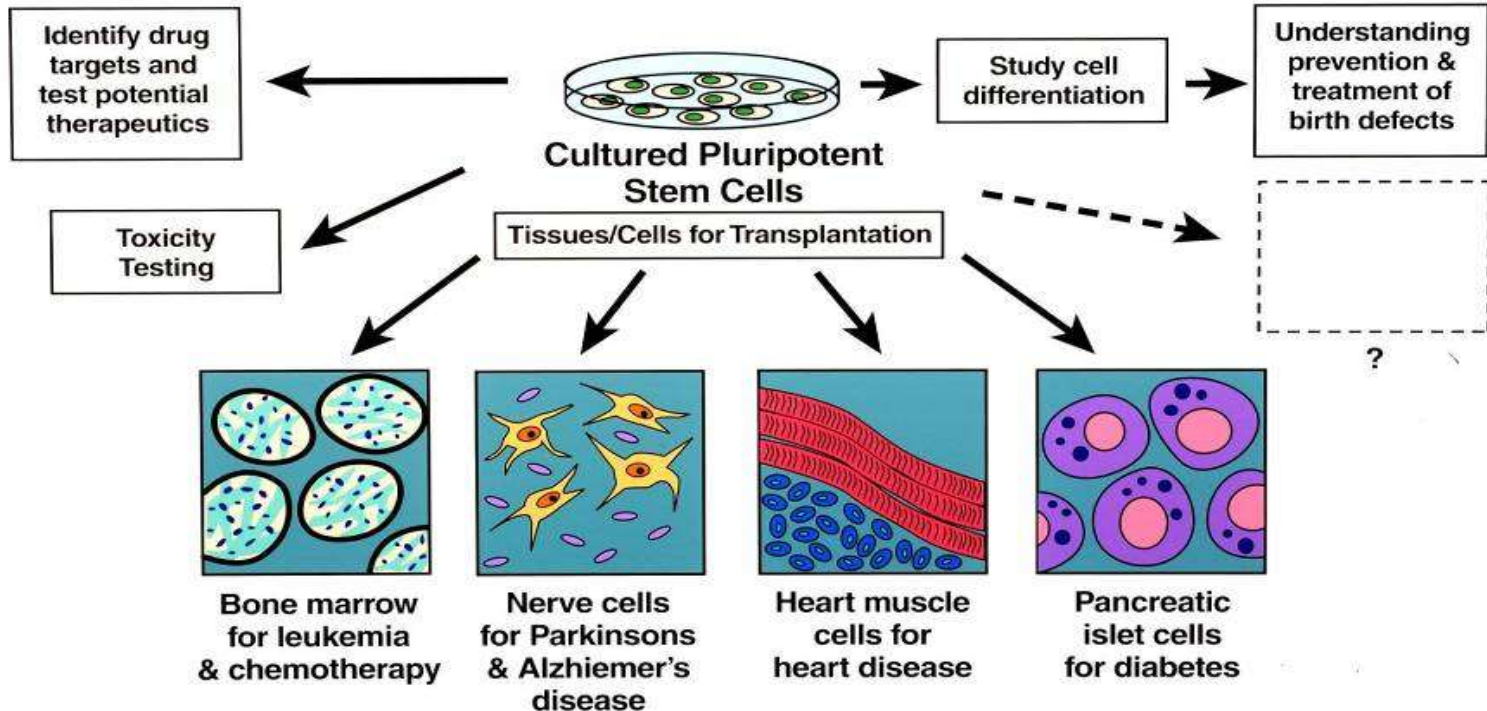 Identify drug
targets and
test potential
therapeutics
Study cell
differentiation
Understanding
prevention &
treatment of
birth defects
Cultured Pluripotent
Stem Cells
Toxicity
Testing
Tissues/Cells for Transplantation
?
Bone marrow
for leukemia
& chemotherapy
Nerve cells
for Parkinsons
& Alzhiemer's
disease
Heart muscle
cells for
heart disease
Pancreatic
islet cells
for diabetes